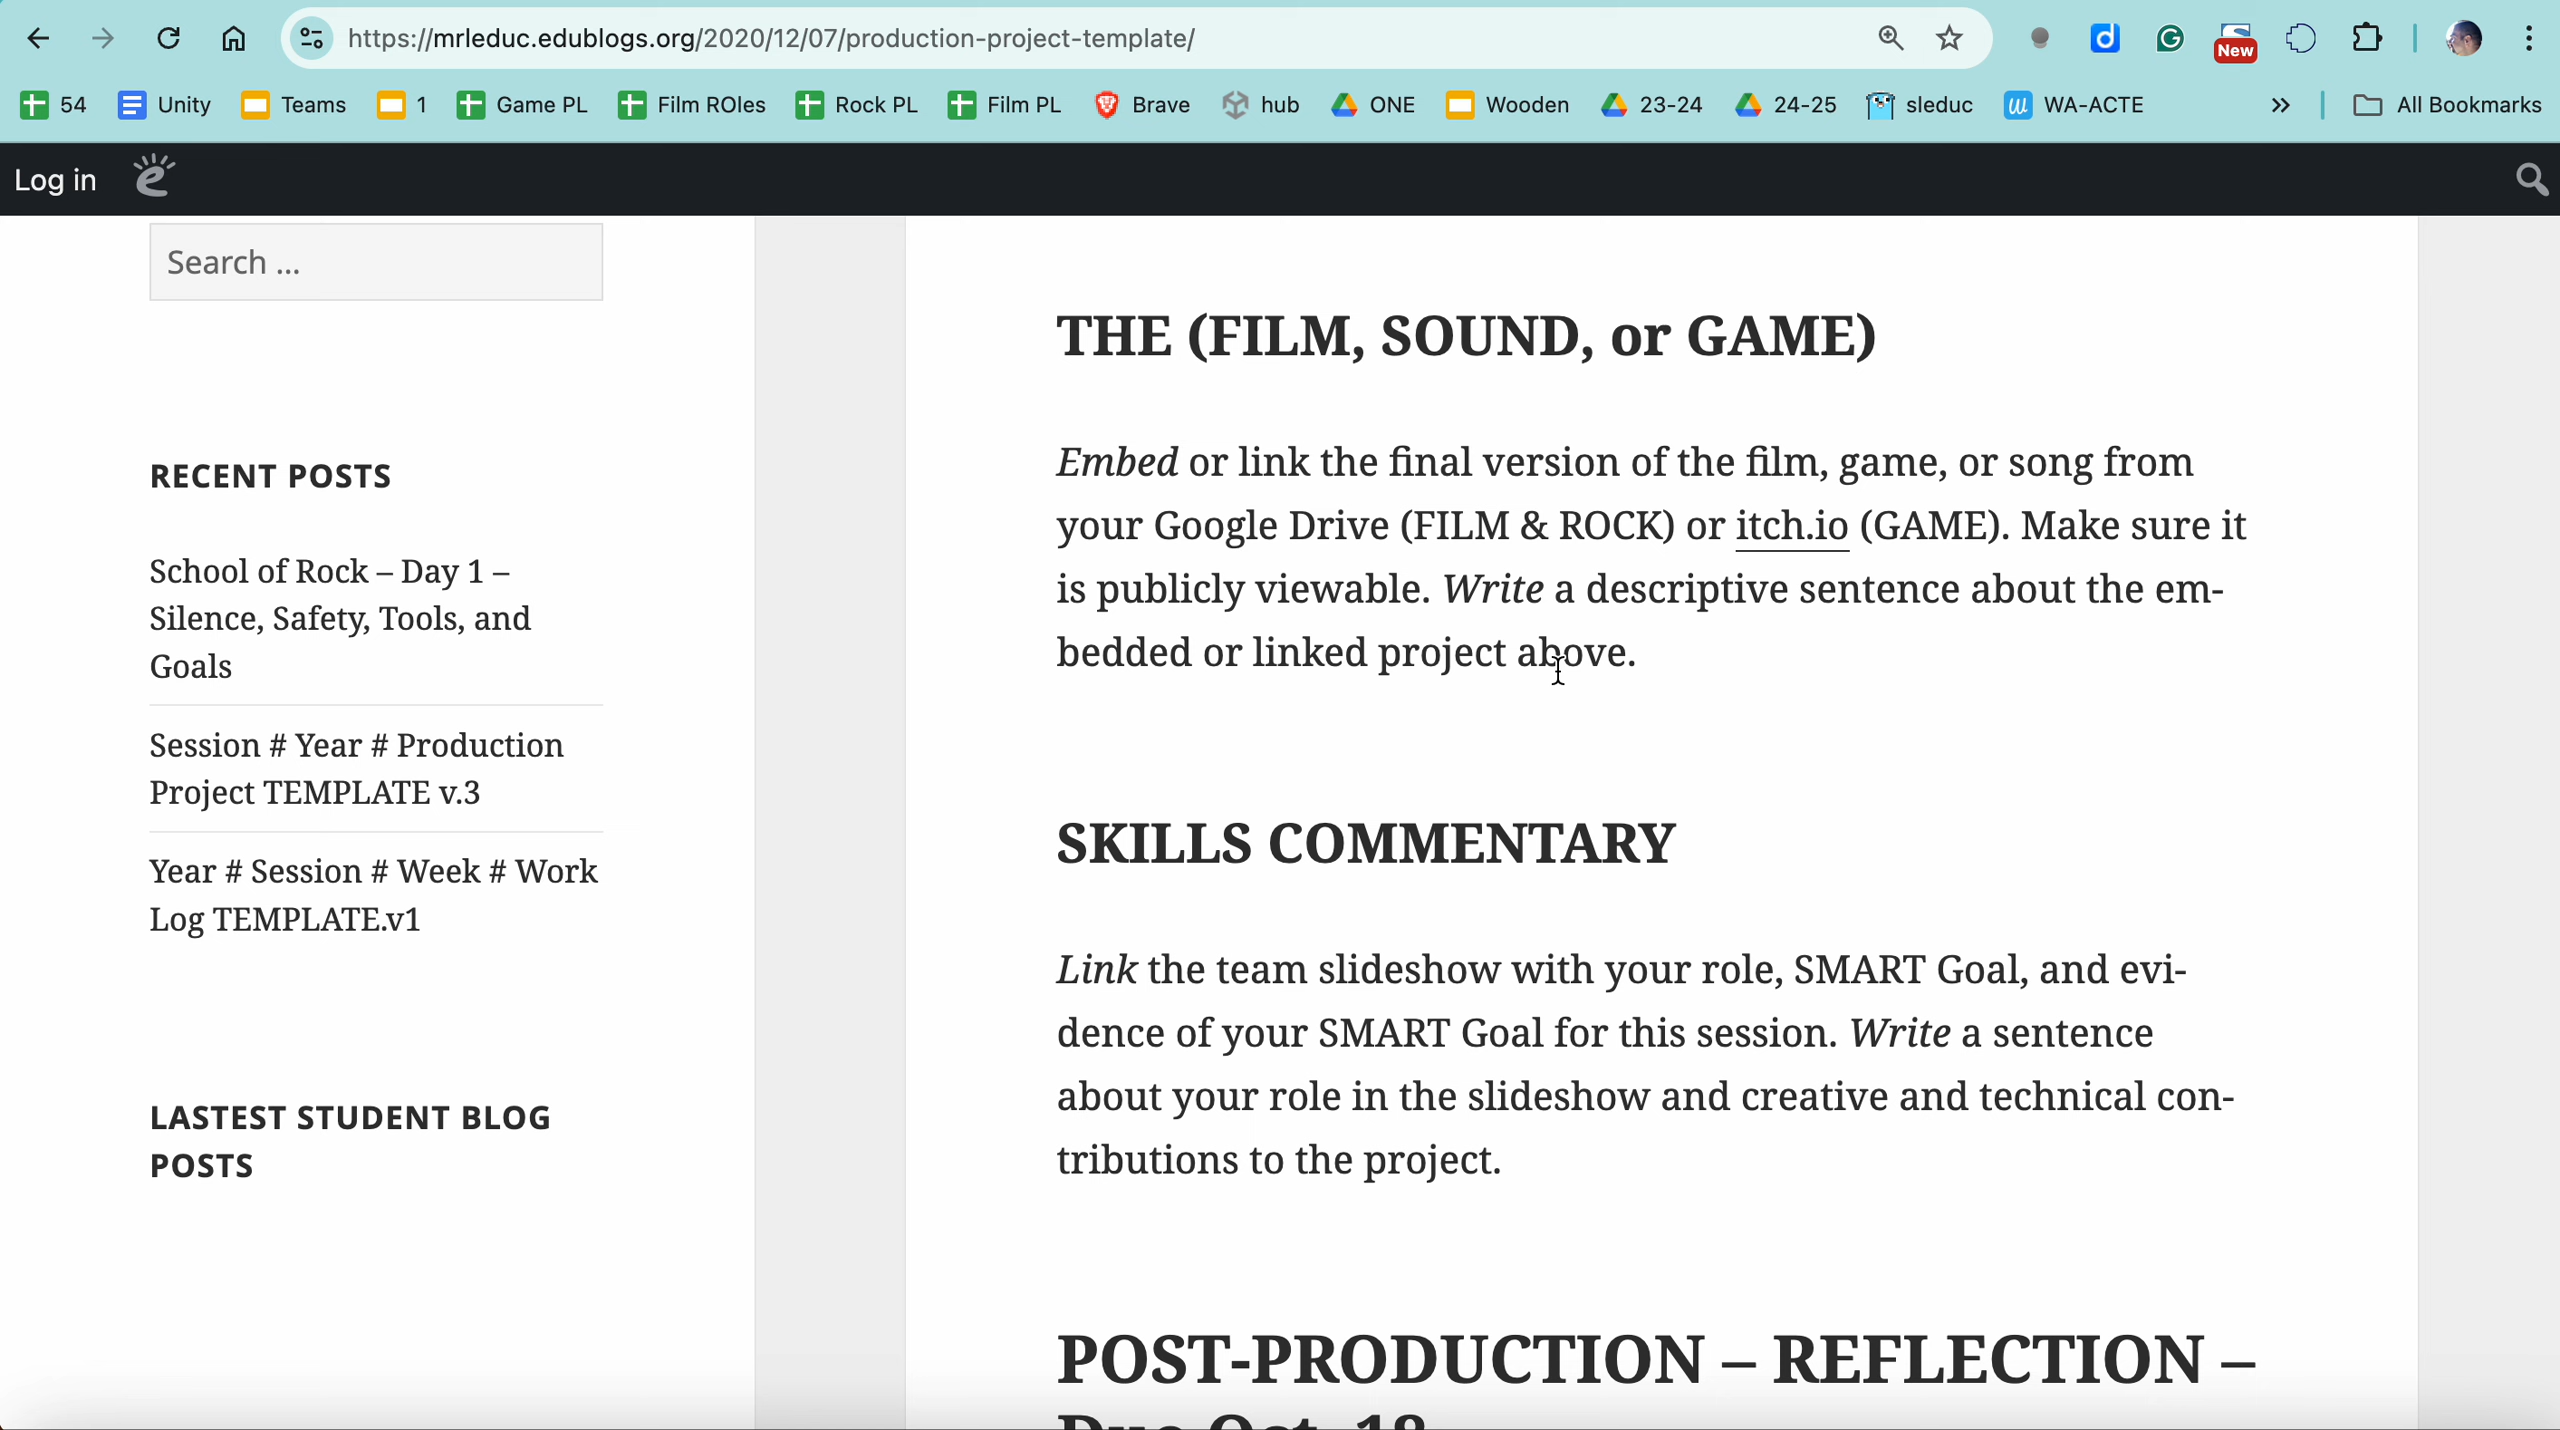 https://mrleduc.edublogs.org/2020/12/07/production-project-template/
New
54 Unity Teams 1 Game PL Film ROles Rock PL Film PL Brave hub ONE Wooden 23-24 24-25 sleduc WA-ACTE » All Bookmarks
Log in
Search ...
RECENT POSTS
School of Rock – Day 1 –
Silence, Safety, Tools, and
Goals
Session # Year # Production
Project TEMPLATE v.3
Year # Session # Week # Work
Log TEMPLATE.v1
LASTEST STUDENT BLOG
POSTS
THE (FILM, SOUND, or GAME)
Embed or link the final version of the film, game, or song from
your Google Drive (FILM & ROCK) or itch.io (GAME). Make sure it
is publicly viewable. Write a descriptive sentence about the em-
bedded or linked project above.
SKILLS COMMENTARY
Link the team slideshow with your role, SMART Goal, and evi-
dence of your SMART Goal for this session. Write a sentence
about your role in the slideshow and creative and technical con-
tributions to the project.
POST-PRODUCTION – REFLECTION –
Due Oct. 18